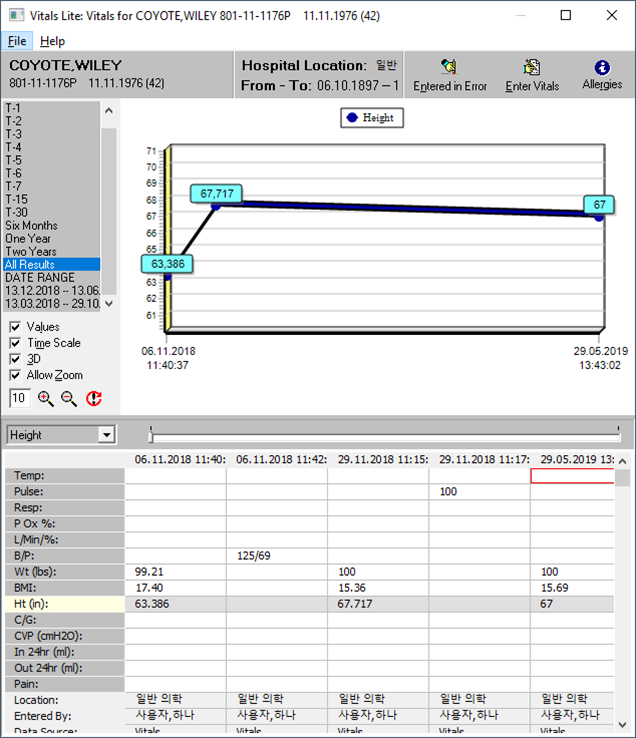 Vitals Lite: Vitals for COYOTE,WILEY 801-11-1176P 11.11.1976 (42)
File Help
COYOTE,WILEY
801-11-1176P 11.11.1976 (42)
Hospital Location: 일반
From - To: 06.10.1897 – 1
Entered in Error
Enter Vitals
Allergies
T-1
T-2
T-3
T-4
T-5
T-6
T-7
T-15
T-30
Six Months
One Year
Two Years
All Results
DATE RANGE
13.12.2018 -- 13.06.
13.03.2018 -- 29.10.
Values
Time Scale
3D
Allow Zoom
10
Height
71
70
69
68
67
66
65
64
63
62
61
67,717
67
63,386
06.11.2018
11:40:37
29.05.2019
13:43:02
Height
06.11.2018 11:40: 06.11.2018 11:42: 29.11.2018 11:15: 29.11.2018 11:17: 29.05.2019 13:
Temp:
Pulse: 100
Resp:
P Ox %:
L/Min/%:
B/P: 125/69
Wt (lbs): 99.21 100 100
BMI: 17.40 15.36 15.69
Ht (in): 63.386 67.717 67
C/G:
CVP (cmH2O):
In 24hr (ml):
Out 24hr (ml):
Pain:
Location: 일반 의학 일반 의학 일반 의학 일반 의학 일반 의학
Entered By: 사용자,하나 사용자,하나 사용자,하나 사용자,하나 사용자,하나
Data Source: Vitals Vitals Vitals Vitals Vitals